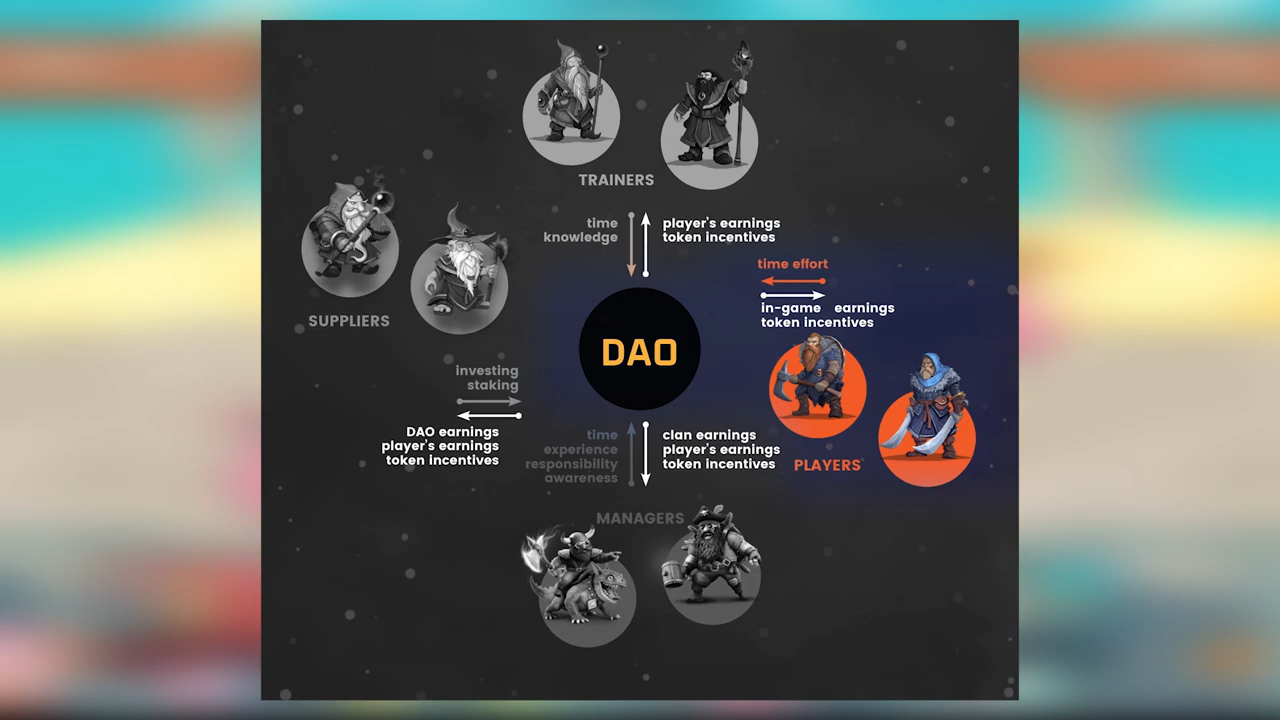 TRAINERS
time
knowledge
player's earnings
token incentives
time effort
in-game earnings
token incentives
SUPPLIERS
DAO
investing
staking
DAO earnings
player's earnings
token incentives
time
experience
responsibility
awareness
clan earnings
player's earnings
token incentives
PLAYERS
MANAGERS